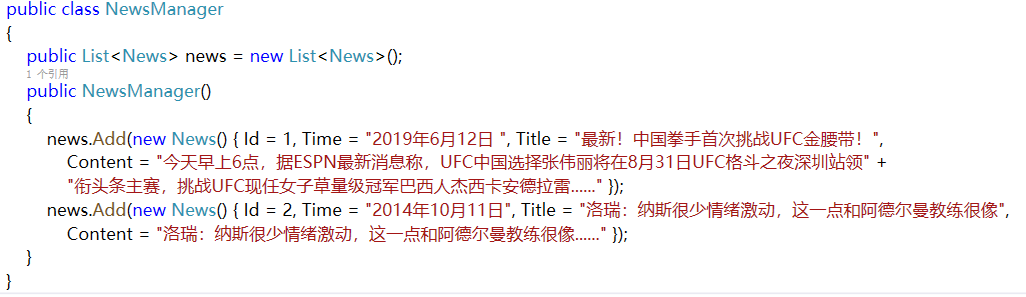 public class NewsManager
{
public List<News> news = new List<News>();
1 个引用
public NewsManager()
{
news.Add(new News() { Id = 1, Time = "2019年6月12日 ", Title = "最新！中国拳手首次挑战UFC金腰带！",
Content = "今天早上6点，据ESPN最新消息称，UFC中国选择张伟丽将在8月31日UFC格斗之夜深圳站领" +
"衔头条主赛，挑战UFC现任女子草量级冠军巴西人杰西卡安德拉雷......" });
news.Add(new News() { Id = 2, Time = "2014年10月11日", Title = "洛瑞：纳斯很少情绪激动，这一点和阿德尔曼教练很像",
Content = "洛瑞：纳斯很少情绪激动，这一点和阿德尔曼教练很像......" });
}
}